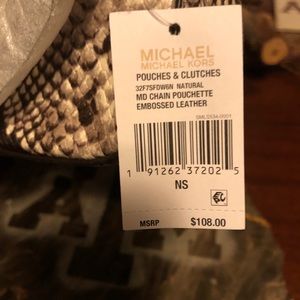 MICHAEL
MICHAEL KORS
POUCHES & CLUTCHES
32F7SFDW6N NATURAL
MD CHAIN POUCHETTE
EMBOSSED LEATHER
1 91262 37202 5
NS
MSRP $108.00